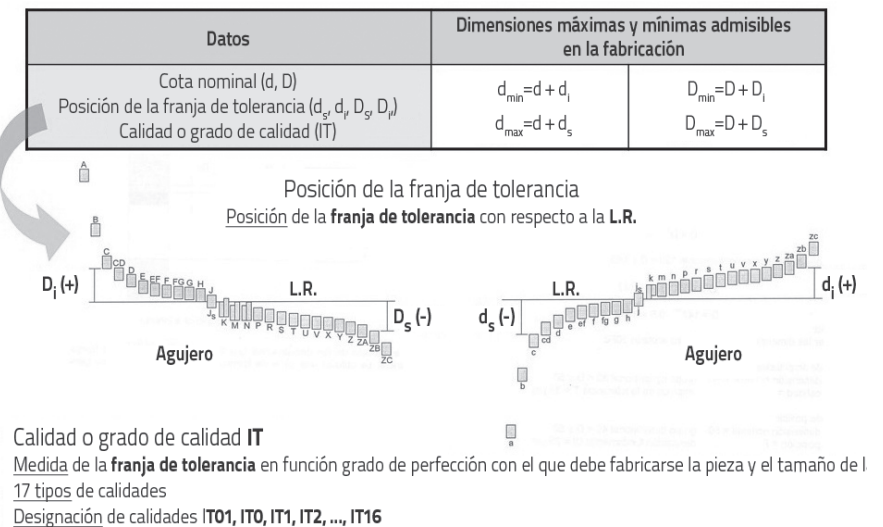 Datos
Dimensiones máximas y mínimas admisibles
en la fabricación
Cota nominal (d, D)
Posición de la franja de tolerancia (ds, di, Ds, Di,)
Calidad o grado de calidad (IT)
dmin=d + di
dmax=d + ds
Dmin=D + Di
Dmax=D + Ds
Posición de la franja de tolerancia
Posición de la franja de tolerancia con respecto a la L.R.
A
B
C
CD
D
E
EF
F
FG
G
H
J
Js
K
M
N
P
R
S
T
U
V
X
Y
Z
ZA
ZB
ZC
Di (+)
L.R.
Ds (-)
Agujero
a
b
c
cd
d
e
ef
f
fg
g
h
js
j
k
m
n
p
r
s
t
u
v
x
y
z
za
zb
zc
L.R.
ds (-)
di (+)
Agujero
Calidad o grado de calidad IT
Medida de la franja de tolerancia en función grado de perfección con el que debe fabricarse la pieza y el tamaño de l
17 tipos de calidades
Designación de calidades IT01, IT0, IT1, IT2, ..., IT16